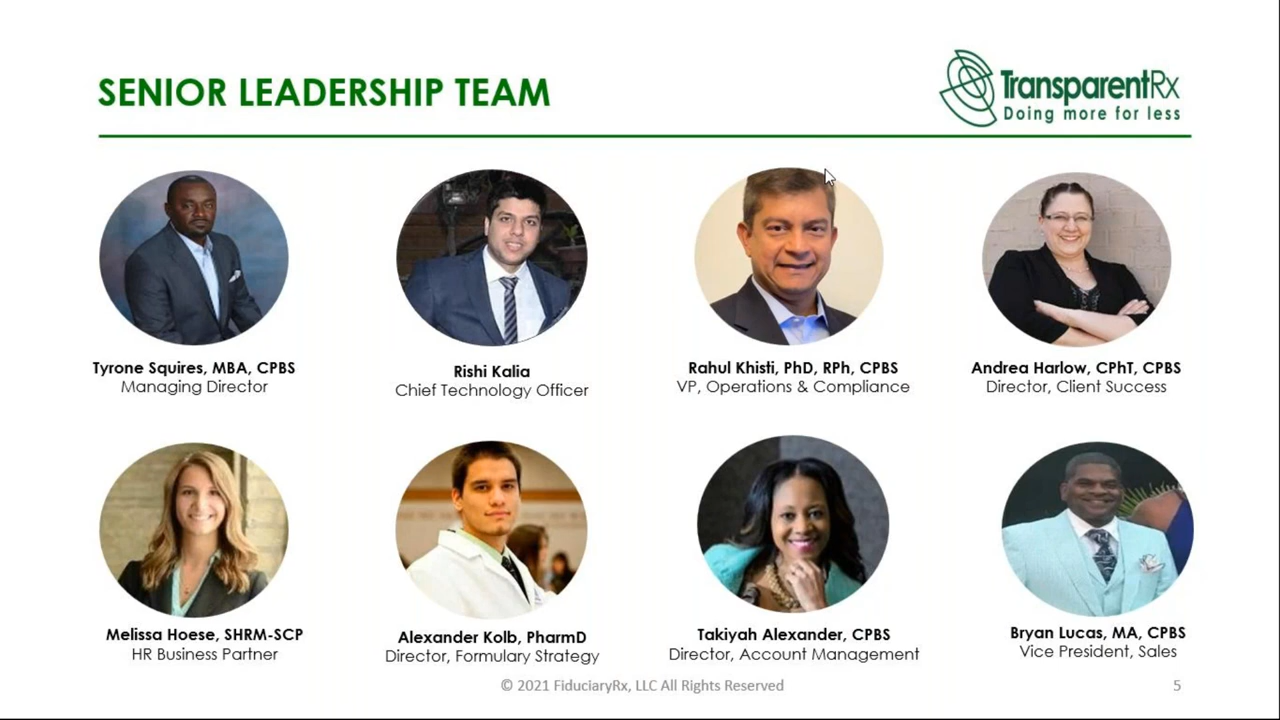 SENIOR LEADERSHIP TEAM
TransparentRx
Doing more for less
Tyrone Squires, MBA, CPBS
Managing Director
Rishi Kalia
Chief Technology Officer
Rahul Khisti, PhD, RPh, CPBS
VP, Operations & Compliance
Andrea Harlow, CPhT, CPBS
Director, Client Success
Melissa Hoese, SHRM-SCP
HR Business Partner
Alexander Kolb, PharmD
Director, Formulary Strategy
Takiyah Alexander, CPBS
Director, Account Management
Bryan Lucas, MA, CPBS
Vice President, Sales
© 2021 FiduciaryRx, LLC All Rights Reserved
5